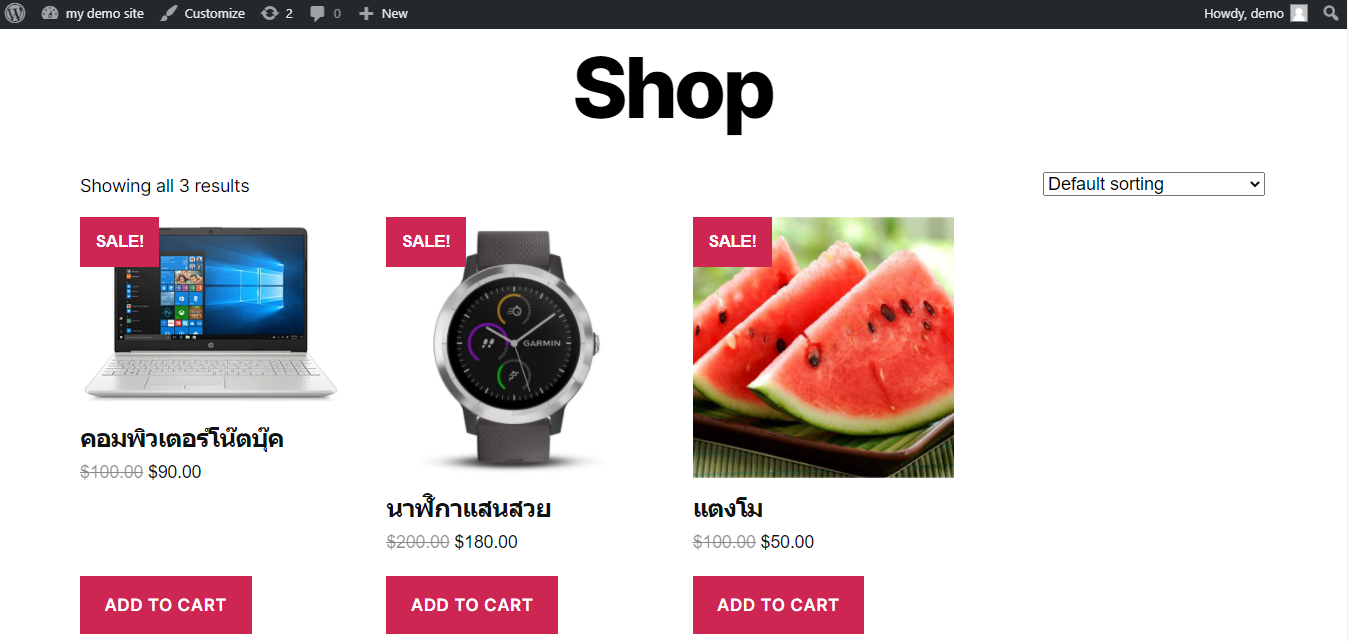 my demo site Customize 2 0 New Howdy, demo
Shop
Showing all 3 results
Default sorting
SALE!
คอมพิวเตอร์โน๊ตบุ๊ค
$100.00 $90.00
ADD TO CART
SALE!
GARMIN
นาฬิกาแสนสวย
$200.00 $180.00
ADD TO CART
SALE!
แตงโม
$100.00 $50.00
ADD TO CART